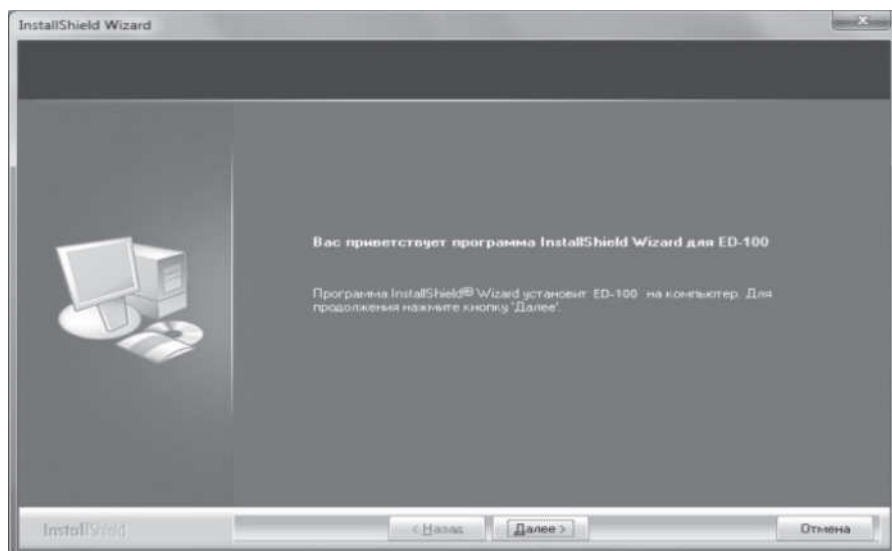 InstallShield Wizard
Вас приветствует программа InstallShield Wizard для ED-100
Программа InstallShield® Wizard установит ED-100 на компьютер. Для
продолжения нажмите кнопку 'Далее'.
InstallShield
< Назад
Далее >
Отмена